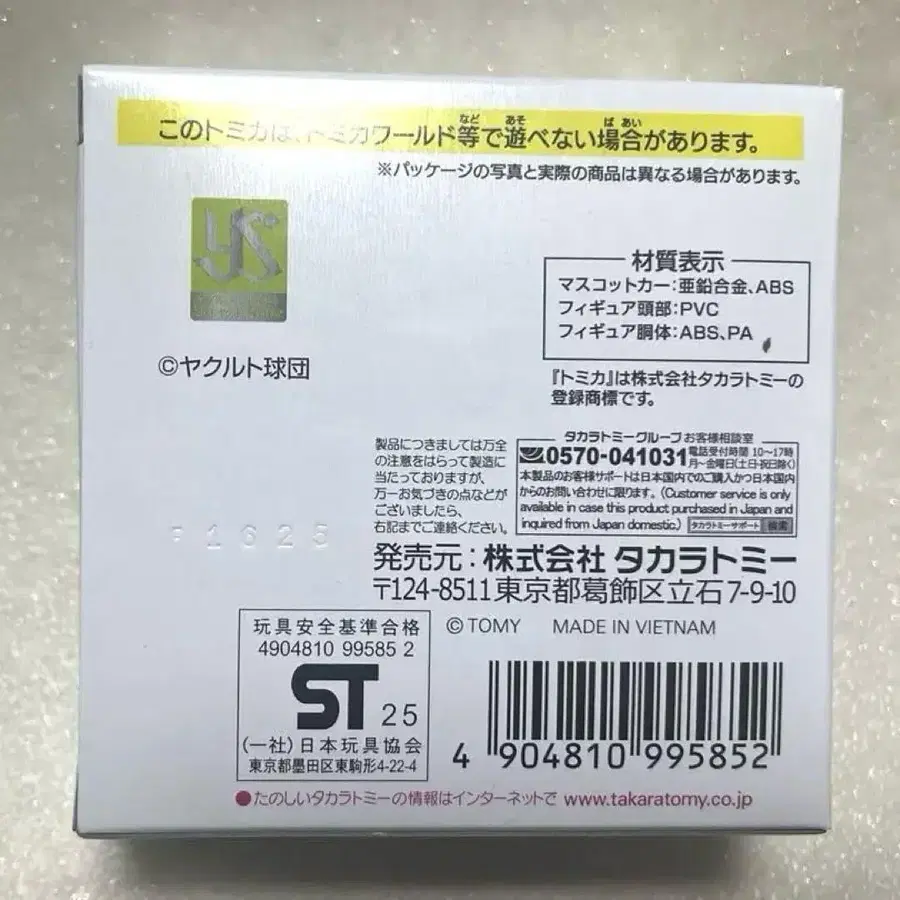 このトミカは、トミカワールド等で遊べない場合があります。
など あそ ばあい
※パッケージの写真と実際の商品は異なる場合があります。
YS
©ヤクルト球団
材質表示
マスコットカー:亜鉛合金、ABS
フィギュア頭部:PVC
フィギュア胴体:ABS、PA
『トミカ』は株式会社タカラトミーの
登録商標です。
製品につきましては万全
の注意をはらって製造に
当たっておりますが、
万一お気づきの点などが
ございましたら、
右記までご連絡ください。
タカラトミーグループ お客様相談室
0570-041031 電話受付時間 10〜17時
月〜金曜日(土・日・祝日除く)
本製品のお客様サポートは日本国内でのご購入かつ日本国内
からのお問い合わせに限ります。(Customer service is only
available in case this product purchased in Japan and
inquired from Japan domestic.) タカラトミーサポート 検索
発売元:株式会社 タカラトミー
〒124-8511 東京都葛飾区立石7-9-10
© TOMY MADE IN VIETNAM
玩具安全基準合格
4904810 99585 2
ST 25
(一社)日本玩具協会
東京都墨田区東駒形4-22-4
4 904810 995852
●たのしいタカラトミーの情報はインターネットで www.takaratomy.co.jp